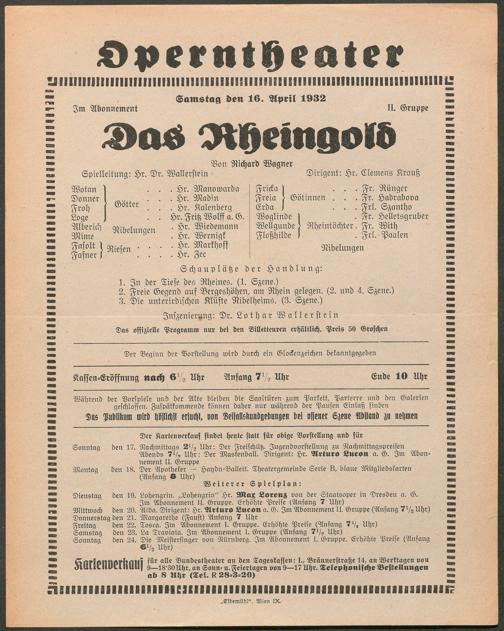 Operntheater
Samstag den 16. April 1932
Im Abonnement II. Gruppe
Das Rheingold
Von Richard Wagner
Spielleitung: Hr. Dr. Wallerstein Dirigent: Hr. Clemens Krauß
Wotan . . . Hr. Manowarda
Donner . . . Hr. Madin
Froh . . . Hr. Kalenberg
Loge Hr. Fritz Wolff a. G.
Götter
Alberich . . Hr. Wiedemann
Mime . . Hr. Wernigk
Nibelungen
Fasolt . . . Hr. Markhoff
Fafner . . . Hr. Zec
Riesen
Fricka . . . Fr. Rünger
Freia . . . Fr. Hadrabova
Erda . . . Frl. Szantho
Göttinnen
Woglinde . . Fr. Helletsgruber
Wellgunde . . Fr. With
Floßhilde . . Frl. Paalen
Rheintöchter
Nibelungen
Schauplätze der Handlung:
1. In der Tiefe des Rheines. (1. Szene.)
2. Freie Gegend auf Bergeshöhen, am Rhein gelegen. (2. und 4. Szene.)
3. Die unterirdischen Klüfte Nibelheims. (3. Szene.)
Inszenierung: Dr. Lothar Wallerstein
Das offizielle Programm nur bei den Billetteuren erhältlich. Preis 50 Groschen
Der Beginn der Vorstellung wird durch ein Glockenzeichen bekanntgegeben
Kassen-Eröffnung nach 6½ Uhr Anfang 7½ Uhr Ende 10 Uhr
Während der Vorspiele und der Akte bleiben die Saaltüren zum Parkett, Parterre und den Galerien
geschlossen. Zuspätkommende können daher nur während der Pausen Einlaß finden
Das Publikum wird höflichst ersucht, von Beifallskundgebungen bei offener Szene Abstand zu nehmen
Der Kartenverkauf findet heute statt für obige Vorstellung und für
Sonntag den 17. Nachmittags 2½ Uhr: Der Freischütz. Jugendvorstellung zu Nachmittagspreisen
Abends 7½ Uhr: Der Maskenball. Dirigent: Hr. Arturo Lucon a. G. Im Abonnement
II. Gruppe
Montag den 18. Der Apotheker — Haydn-Ballett. Theatergemeinde Serie B, blaue Mitgliedskarten
(Anfang 8 Uhr)
Weiterer Spielplan:
Dienstag den 19. Lohengrin. „Lohengrin“ Hr. Max Lorenz von der Staatsoper in Dresden a. G.
Im Abonnement II. Gruppe. Erhöhte Preise (Anfang 7 Uhr)
Mittwoch den 20. Aida. Dirigent: Hr. Arturo Lucon a. G. Im Abonnement II. Gruppe (Anfang 7½ Uhr)
Donnerstag den 21. Margarethe (Faust) Anfang 7 Uhr
Freitag den 22. Tosca. Im Abonnement I. Gruppe. Erhöhte Preise (Anfang 7½ Uhr)
Samstag den 23. La Traviata. Im Abonnement I. Gruppe (Anfang 7½ Uhr)
Sonntag den 24. Die Meistersinger von Nürnberg. Im Abonnement I. Gruppe. Erhöhte Preise (Anfang
6½ Uhr)
Kartenverkauf für alle Bundestheater an den Tageskassen: I., Bräunerstraße 14, an Werktagen von
9—18'30 Uhr, an Sonn- u. Feiertagen von 9—17 Uhr. Telephonische Bestellungen
ab 8 Uhr (Tel. R 28-3-20)
„Elbemühl“, Wien IX.